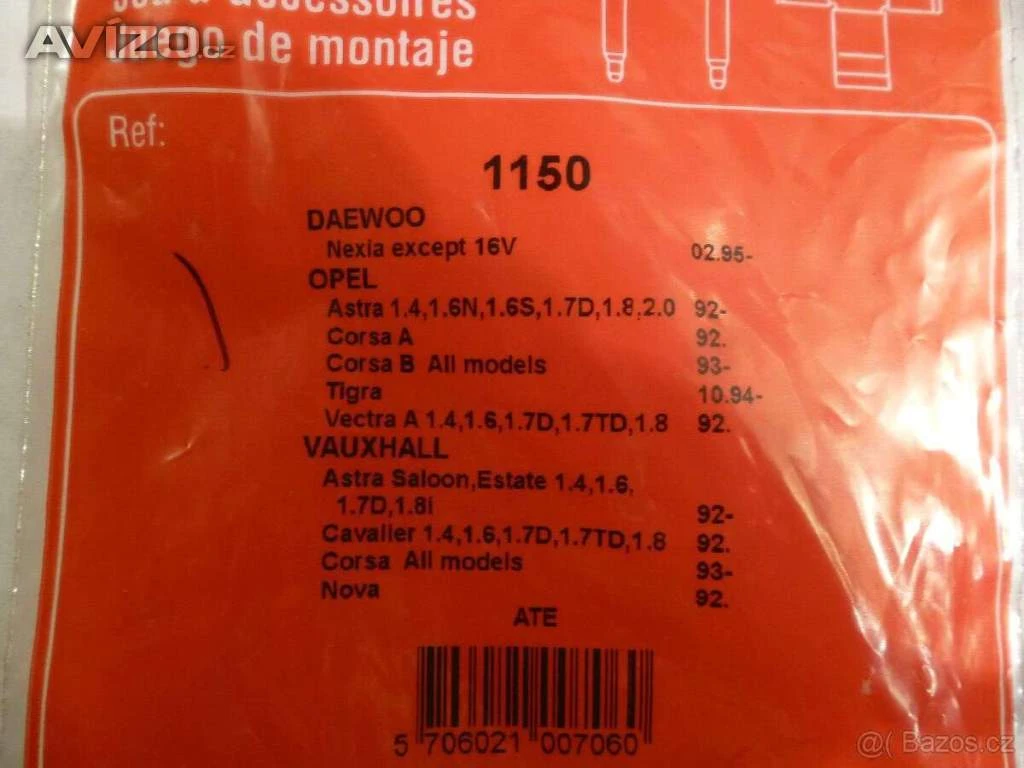 Jeu d'accessoires
Juego de montaje
AVízo.cz
Ref:
1150
DAEWOO
Nexia except 16V 02.95-
OPEL
Astra 1.4,1.6N,1.6S,1.7D,1.8,2.0 92-
Corsa A 92.
Corsa B All models 93-
Tigra 10.94-
Vectra A 1.4,1.6,1.7D,1.7TD,1.8 92.
VAUXHALL
Astra Saloon,Estate 1.4,1.6,
1.7D,1.8i 92-
Cavalier 1.4,1.6,1.7D,1.7TD,1.8 92.
Corsa All models 93-
Nova 92.
ATE
5 706021 007060
@( Bazos.cz